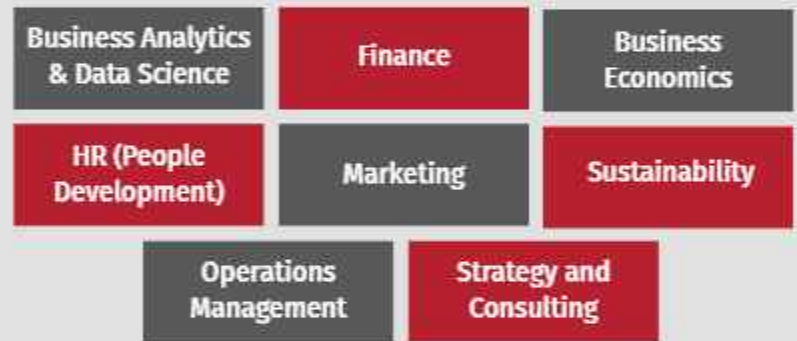 Business Analytics
& Data Science
Finance
Business
Economics
HR (People
Development)
Marketing
Sustainability
Operations
Management
Strategy and
Consulting